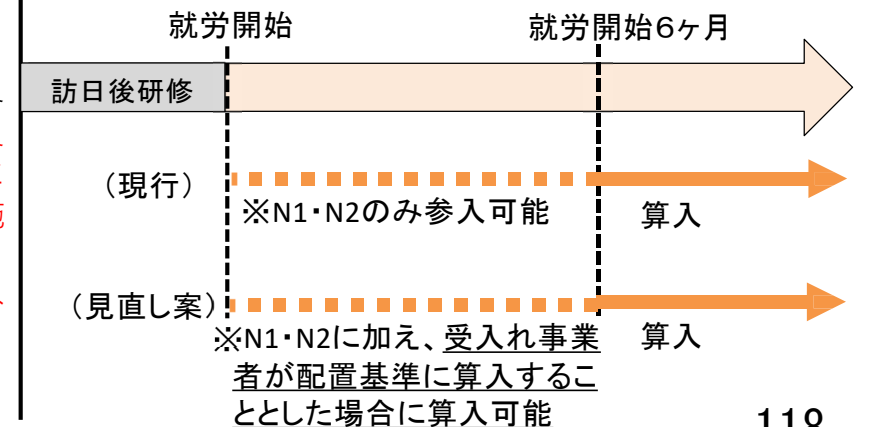 就労開始
就労開始6ヶ月
訪日後研修
（現行）
※N1・N2のみ参入可能
算入
（見直し案）
※N1・N2に加え、受入れ事業
者が配置基準に算入するこ
ととした場合に算入可能
算入